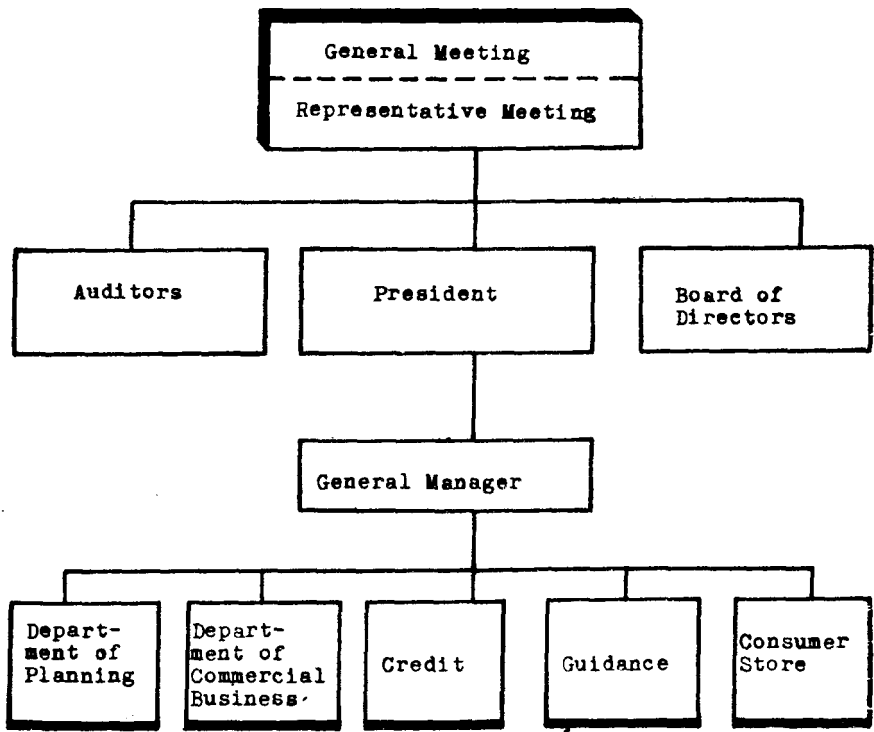 General Meeting
Representative Meeting
Auditors
President
Board of
Directors
General Manager
Depart-
ment of
Planning
Depart-
ment of
Commercial
Business
Credit
Guidance
Consumer
Store